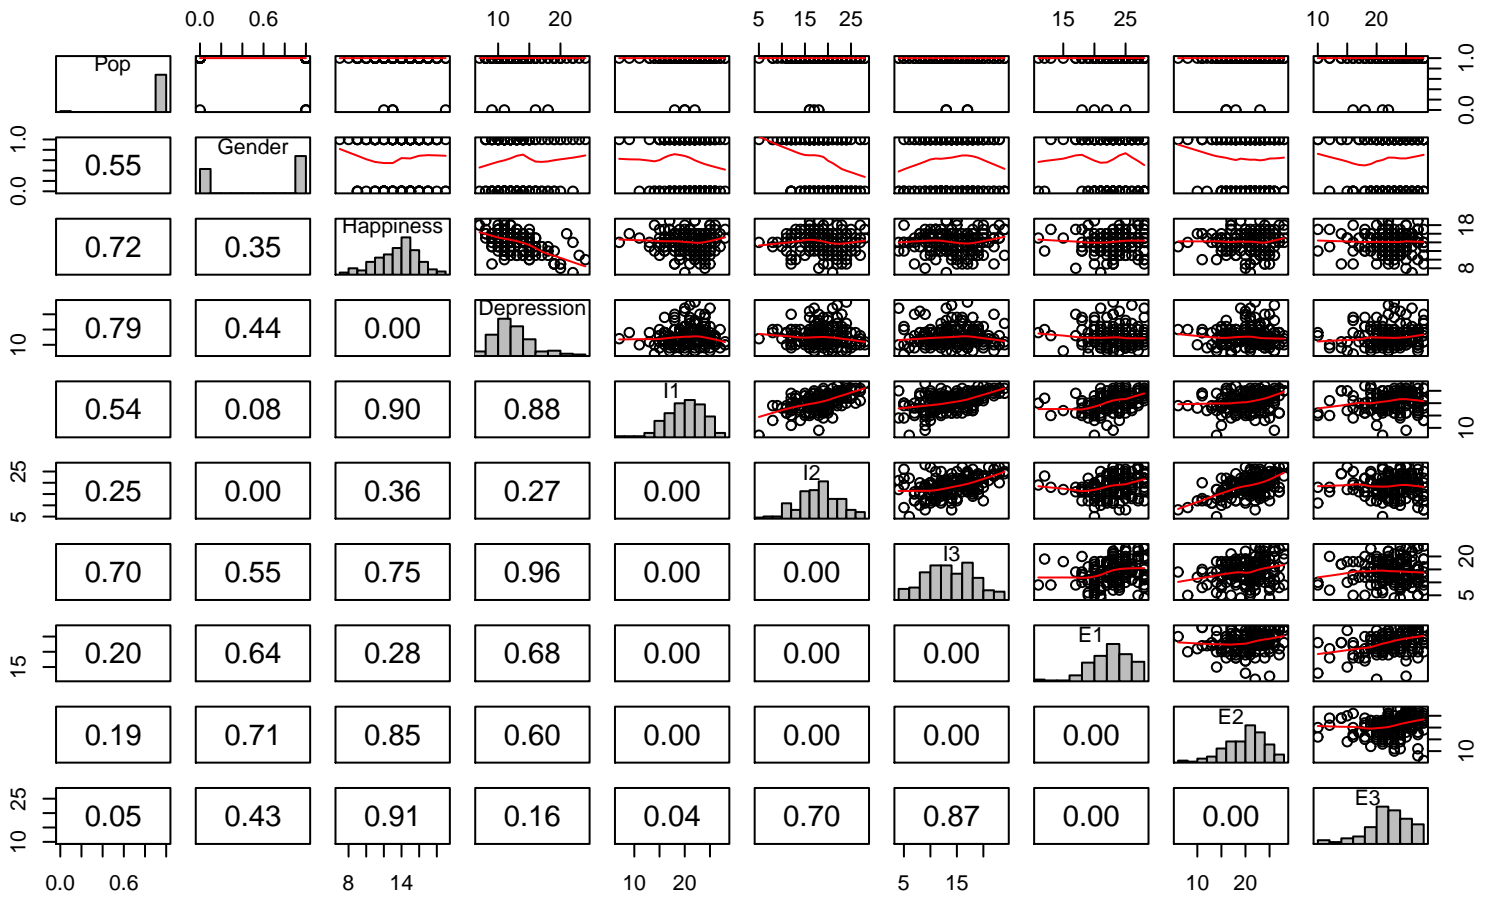 0.0 0.6 10 20 5 15 25 15 25 10 20
Pop 0.0 1.0
0.0 1.0 0.55 Gender
0.72 0.35 Happiness 8 18
10 0.79 0.44 0.00 Depression
0.54 0.08 0.90 0.88 I1 10
5 25 0.25 0.00 0.36 0.27 0.00 I2
0.70 0.55 0.75 0.96 0.00 0.00 I3 5 20
15 0.20 0.64 0.28 0.68 0.00 0.00 0.00 E1
0.19 0.71 0.85 0.60 0.00 0.00 0.00 0.00 E2 10
10 25 0.05 0.43 0.91 0.16 0.04 0.70 0.87 0.00 0.00 E3
0.0 0.6 8 14 10 20 5 15 10 20